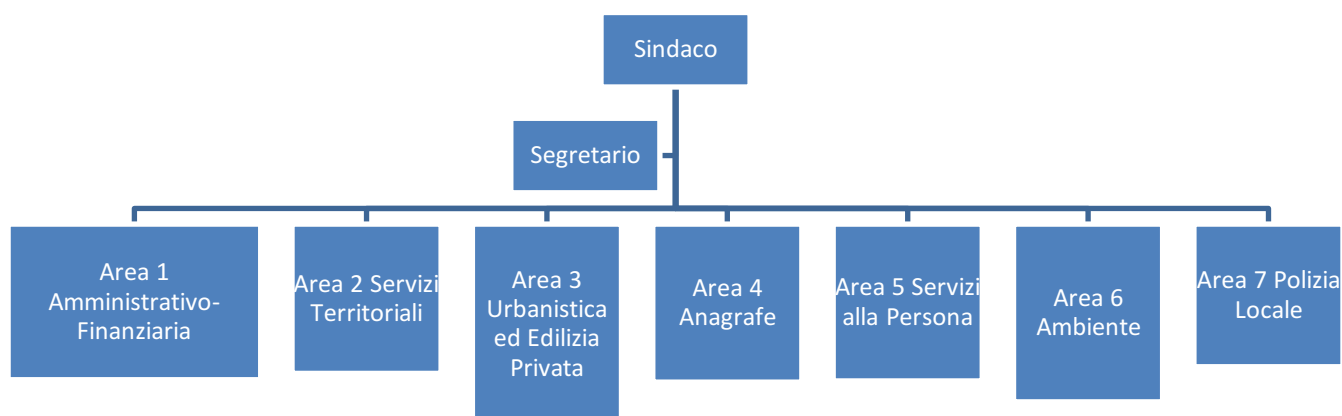 Sindaco
Segretario
Area 1
Amministrativo-
Finanziaria
Area 2 Servizi
Territoriali
Area 3
Urbanistica
ed Edilizia
Privata
Area 4
Anagrafe
Area 5 Servizi
alla Persona
Area 6
Ambiente
Area 7 Polizia
Locale